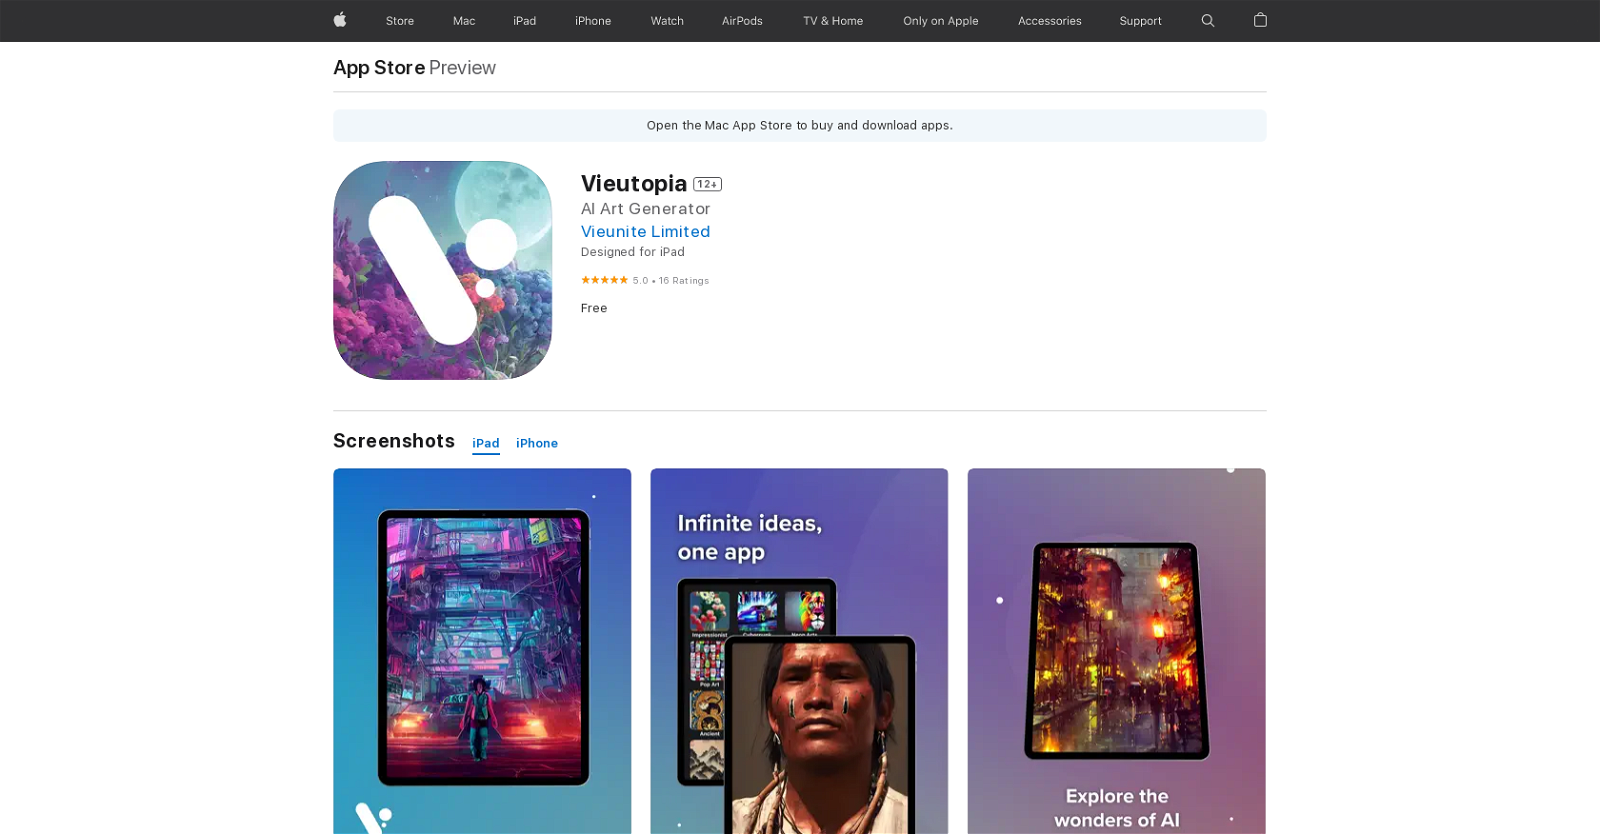 Store Mac iPad iPhone Watch AirPods TV & Home Only on Apple Accessories Support
App Store Preview
Open the Mac App Store to buy and download apps.
Vieutopia 12+
AI Art Generator
Vieunite Limited
Designed for iPad
★★★★★ 5.0 • 16 Ratings
Free
Screenshots iPad iPhone
Infinite ideas,
one app
Impressionist Cyberpunk Neon Arts
Pop Art
Ancient
Explore the
wonders of AI